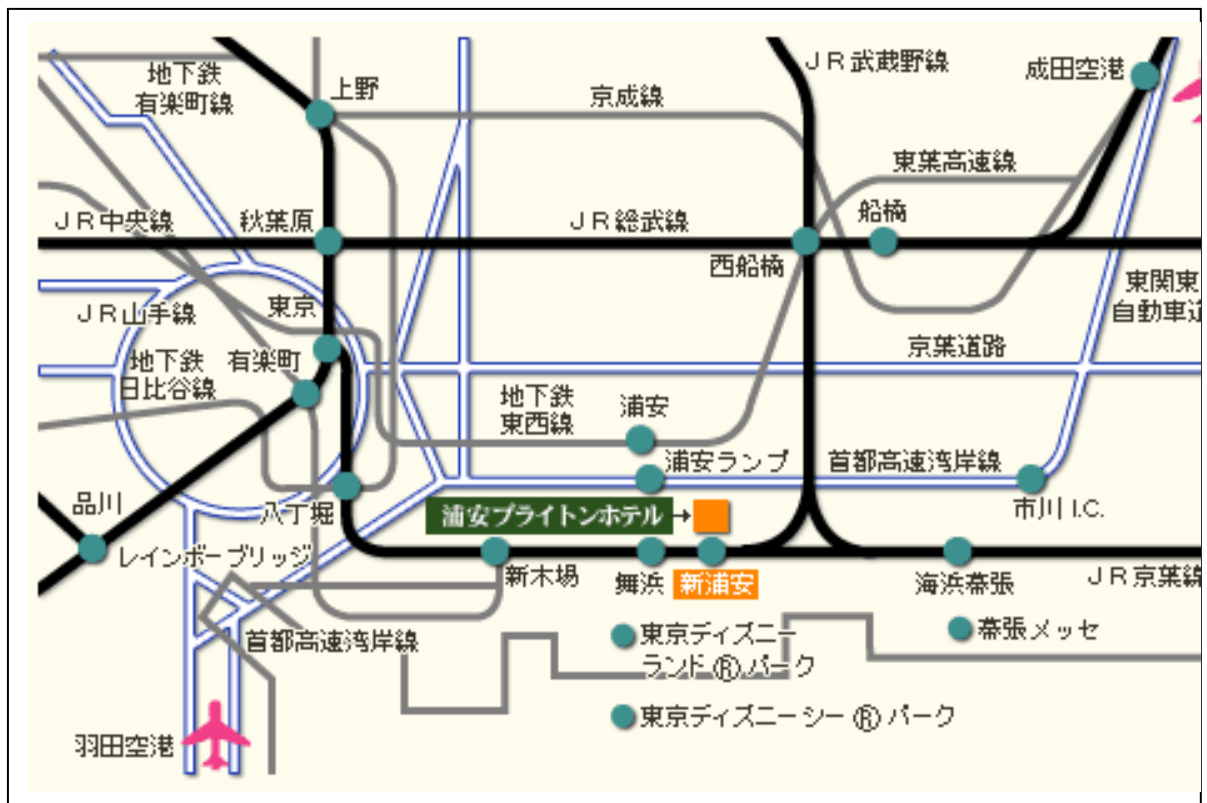 地下鉄
有楽町線
上野
京成線
JR武蔵野線
成田空港
東葉高速線
JR中央線
秋葉原
JR総武線
船橋
西船橋
東関東
自動車道
JR山手線
東京
京葉道路
地下鉄
日比谷線
有楽町
地下鉄
東西線
浦安
浦安ランプ
首都高速湾岸線
市川 I.C.
品川
八丁堀
浦安ブライトンホテル→
レインボーブリッジ
新木場
舞浜
新浦安
海浜幕張
JR京葉線
首都高速湾岸線
東京ディズニー
ランド®パーク
幕張メッセ
東京ディズニーシー®パーク
羽田空港